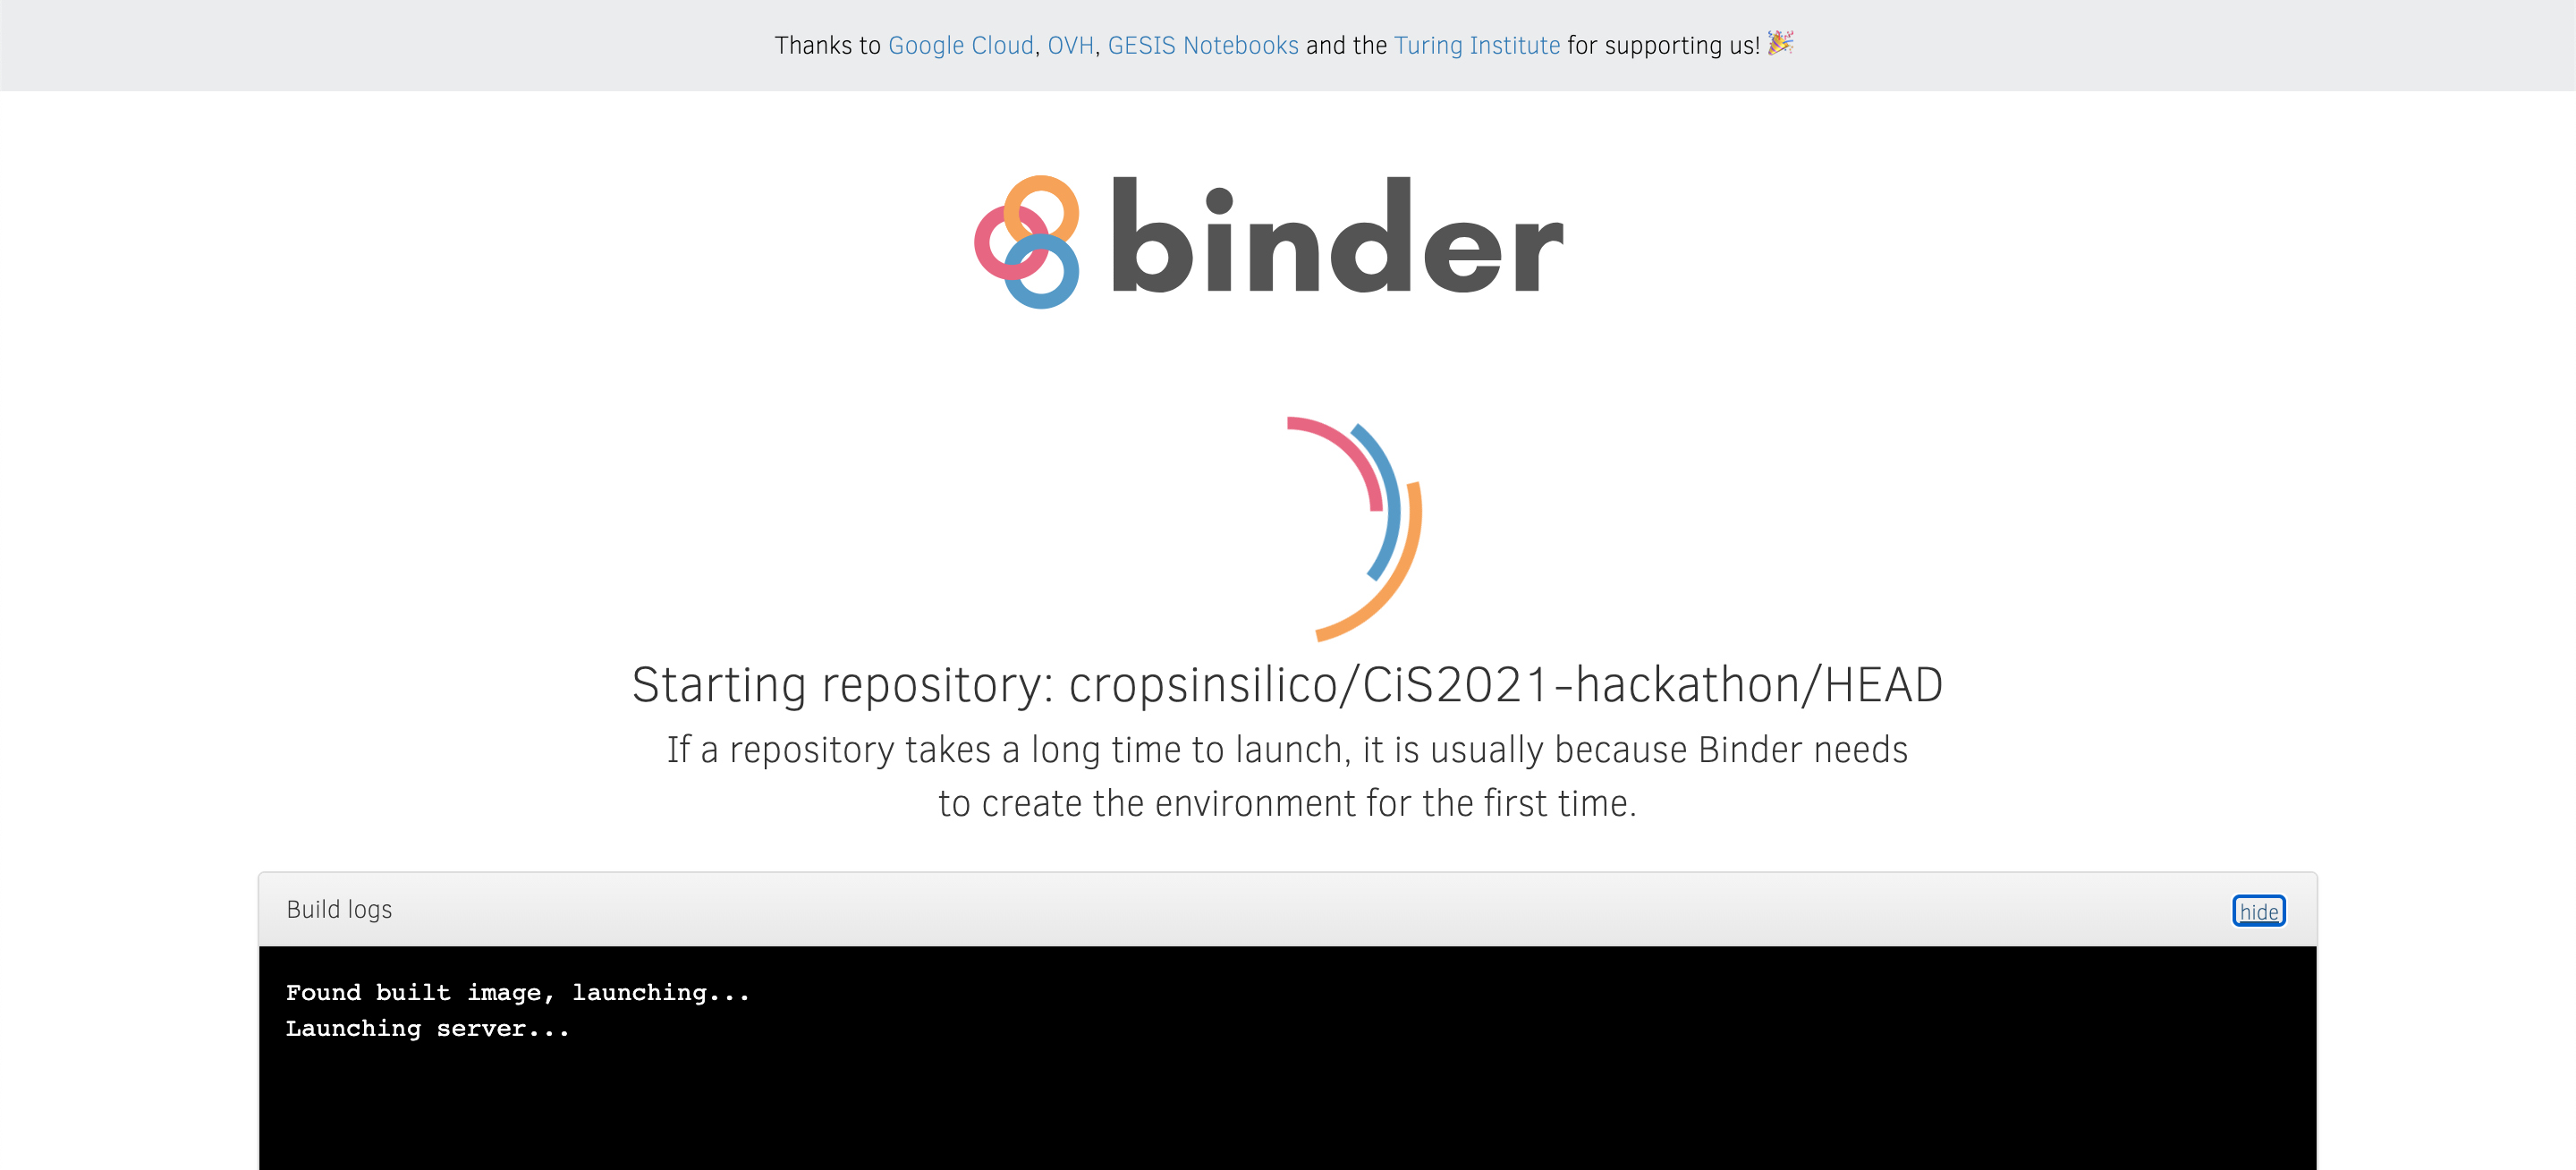 Thanks to Google Cloud, OVH, GESIS Notebooks and the Turing Institute for supporting us! 🎉
binder
Starting repository: cropsinsilico/CiS2021-hackathon/HEAD
If a repository takes a long time to launch, it is usually because Binder needs
to create the environment for the first time.
Build logs
hide
Found built image, launching...
Launching server...